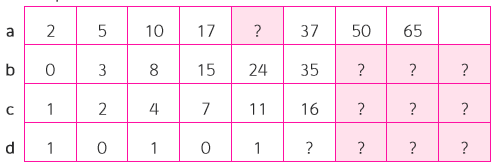 a 2 5 10 17 ? 37 50 65
b 0 3 8 15 24 35 ? ? ?
c 1 2 4 7 11 16 ? ? ?
d 1 0 1 0 1 ? ? ? ?